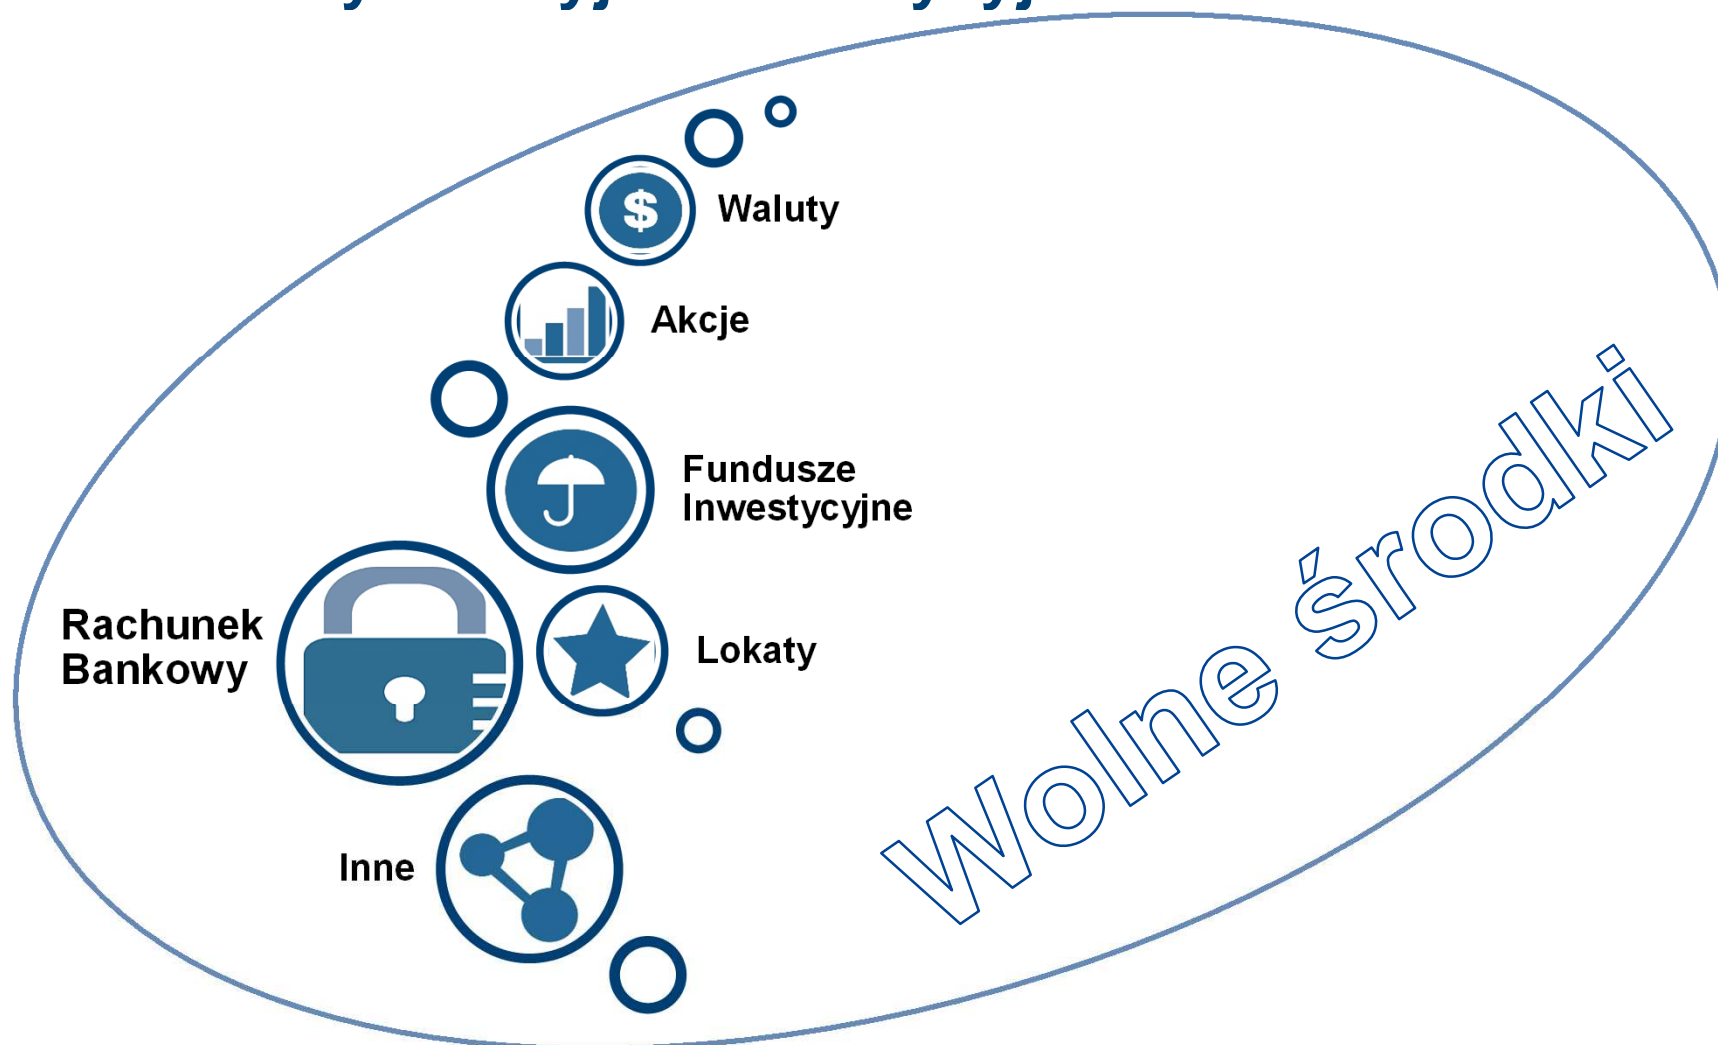 $
Waluty
Akcje
Fundusze
Inwestycyjne
Rachunek
Bankowy
Lokaty
Inne
Wolne środki